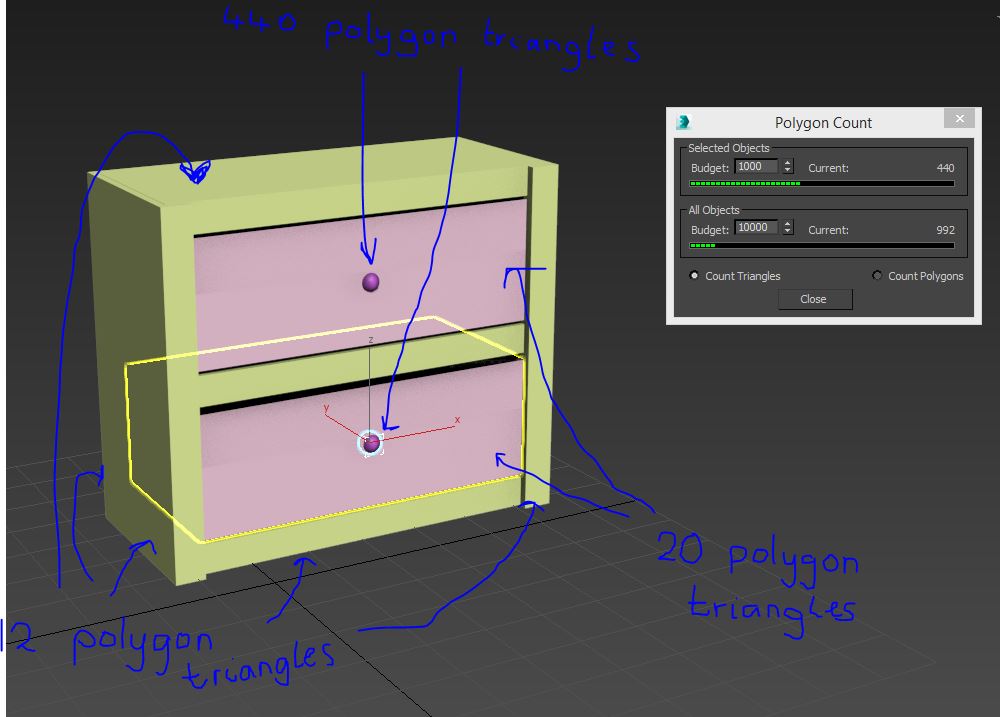 440 polygon triangles
Polygon Count
Selected Objects
Budget: 1000 Current: 440
All Objects
Budget: 10000 Current: 992
Count Triangles Count Polygons
Close
z
y x
20 polygon
triangles
12 polygon
triangles